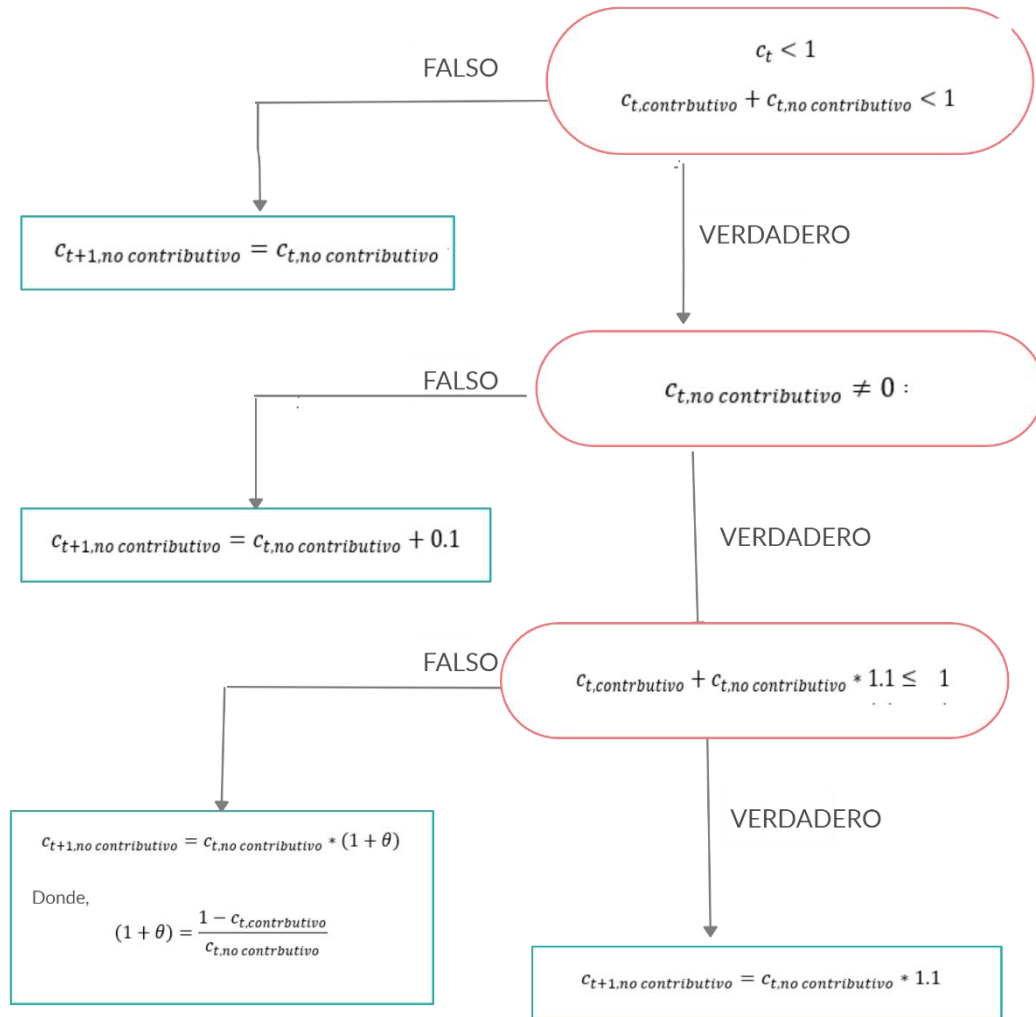 c_t < 1
FALSO
c_{t,contrbutivo} + c_{t,no contributivo} < 1
VERDADERO
c_{t+1,no contributivo} = c_{t,no contributivo}
FALSO
c_{t,no contributivo} ≠ 0 :
c_{t+1,no contributivo} = c_{t,no contributivo} + 0.1
VERDADERO
FALSO
c_{t,contrbutivo} + c_{t,no contributivo} * 1.1 ≤ 1
VERDADERO
c_{t+1,no contributivo} = c_{t,no contributivo} * (1 + θ)
Donde,
(1 + θ) = \frac{1 − c_{t,contrbutivo}}{c_{t,no contrbutivo}}
c_{t+1,no contributivo} = c_{t,no contributivo} * 1.1